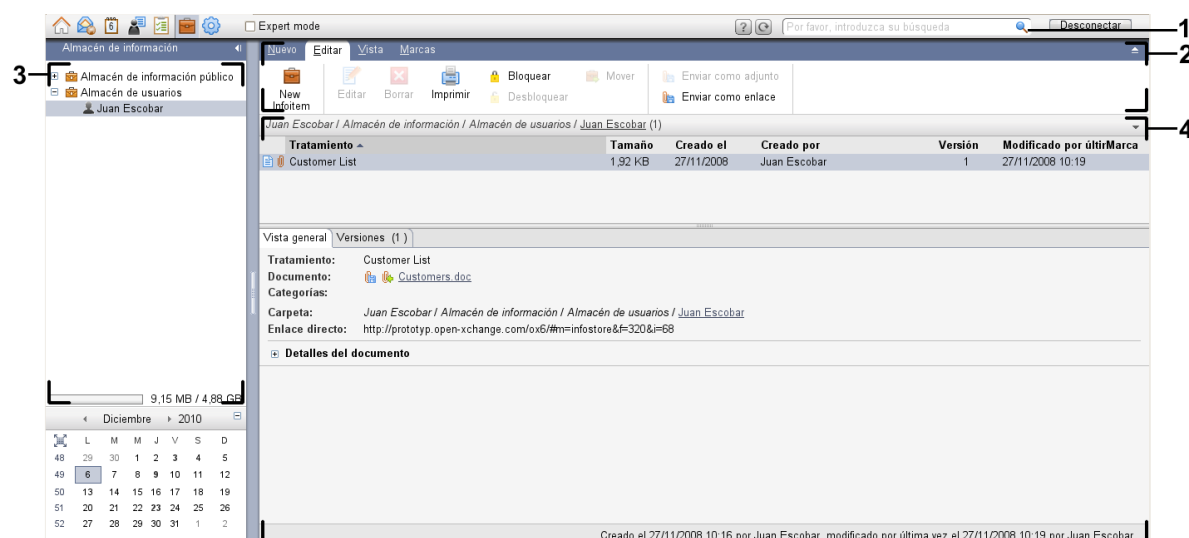 6
Expert mode
Por favor, introduzca su búsqueda
Desconectar
1
Almacén de información
Nuevo Editar Vista Marcas
2
3
Almacén de información público
Almacén de usuarios
Juan Escobar
New Infoitem
Editar
Borrar
Imprimir
Bloquear
Desbloquear
Mover
Enviar como adjunto
Enviar como enlace
Juan Escobar / Almacén de información / Almacén de usuarios / Juan Escobar (1)
4
Tratamiento Tamaño Creado el Creado por Versión Modificado por últirMarca
Customer List 1,92 KB 27/11/2008 Juan Escobar 1 27/11/2008 10:19
Vista general Versiones (1 )
Tratamiento: Customer List
Documento: Customers.doc
Categorías:
Carpeta: Juan Escobar / Almacén de información / Almacén de usuarios / Juan Escobar
Enlace directo: http://prototyp.open-xchange.com/ox6/#m=infostore&f=320&i=68
Detalles del documento
9,15 MB / 4,88 GB
Diciembre 2010
L M M J V S D
48 29 30 1 2 3 4 5
49 6 7 8 9 10 11 12
50 13 14 15 16 17 18 19
51 20 21 22 23 24 25 26
52 27 28 29 30 31 1 2
Creado el 27/11/2008 10:16 por Juan Escobar, modificado por última vez el 27/11/2008 10:19 por Juan Escobar